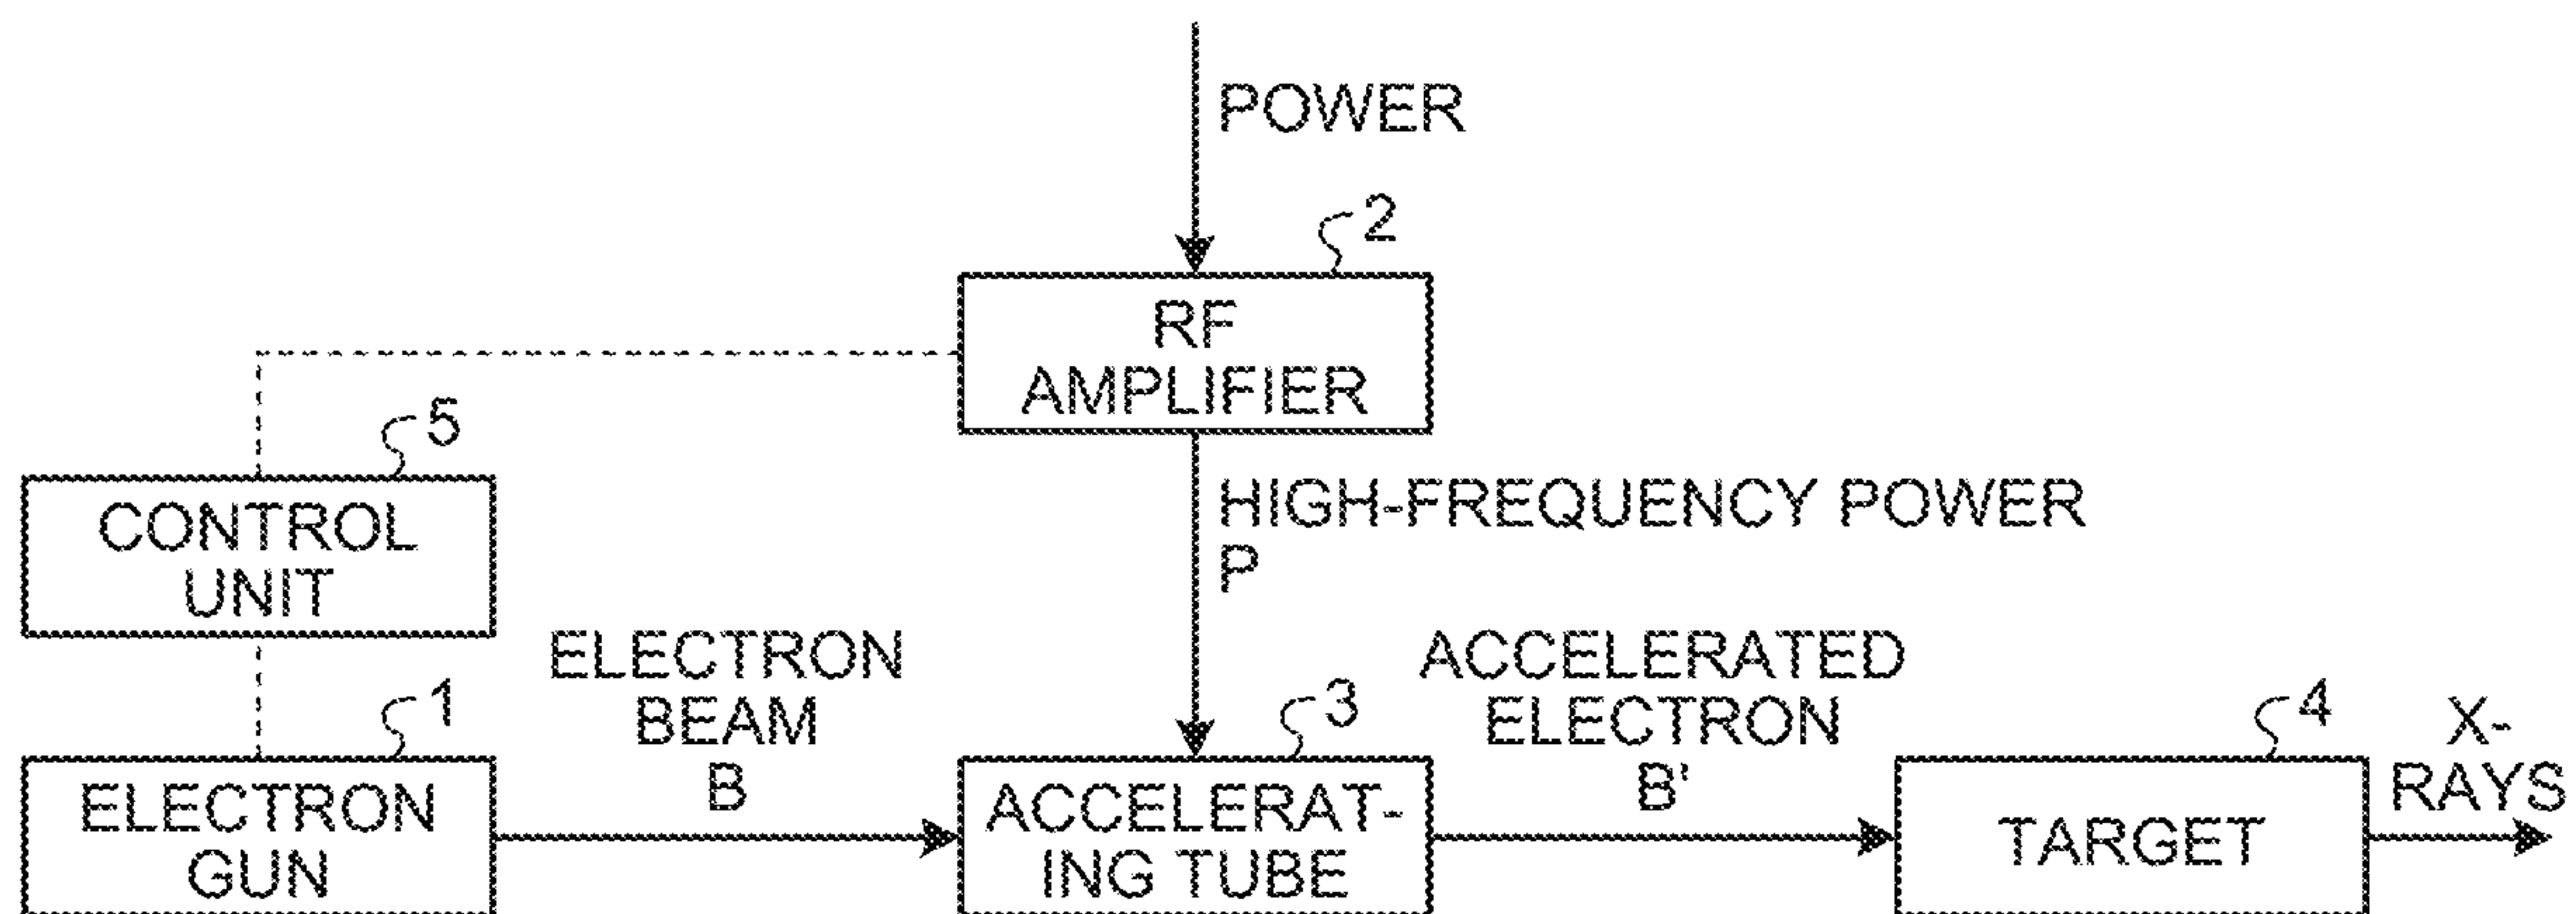 POWER
2
RF
AMPLIFIER
5
CONTROL
UNIT
HIGH-FREQUENCY POWER
P
ELECTRON
BEAM
B
ACCELERATED
ELECTRON
B'
1
ELECTRON
GUN
3
ACCELERAT-
ING TUBE
4
TARGET
X-
RAYS